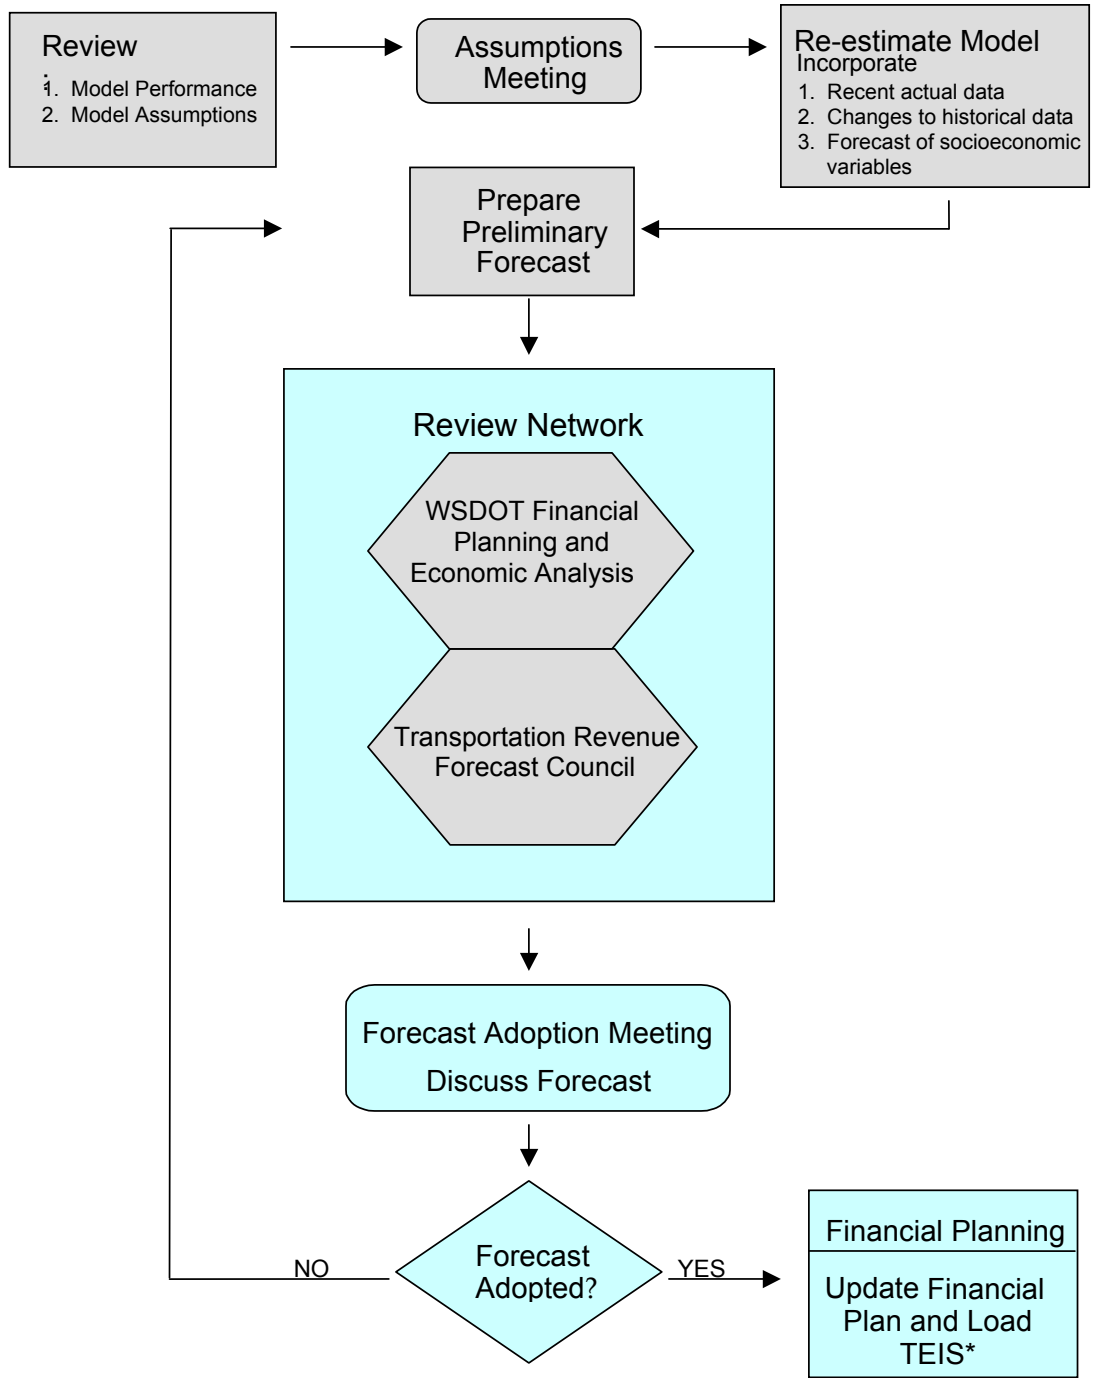 Review
:
1. Model Performance
2. Model Assumptions
Assumptions
Meeting
Re-estimate Model
Incorporate
1. Recent actual data
2. Changes to historical data
3. Forecast of socioeconomic
variables
Prepare
Preliminary
Forecast
Review Network
WSDOT Financial
Planning and
Economic Analysis
Transportation Revenue
Forecast Council
Forecast Adoption Meeting
Discuss Forecast
Forecast
Adopted?
NO
YES
Financial Planning
Update Financial
Plan and Load
TEIS*